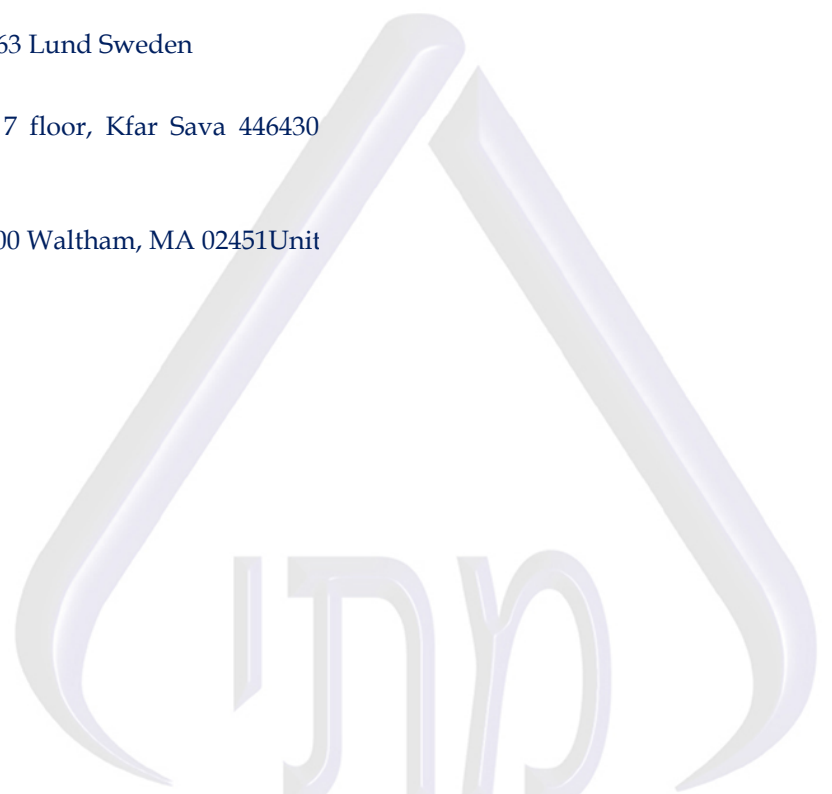 63 Lund Sweden
7 floor, Kfar Sava 446430
00 Waltham, MA 02451Unit
מתי